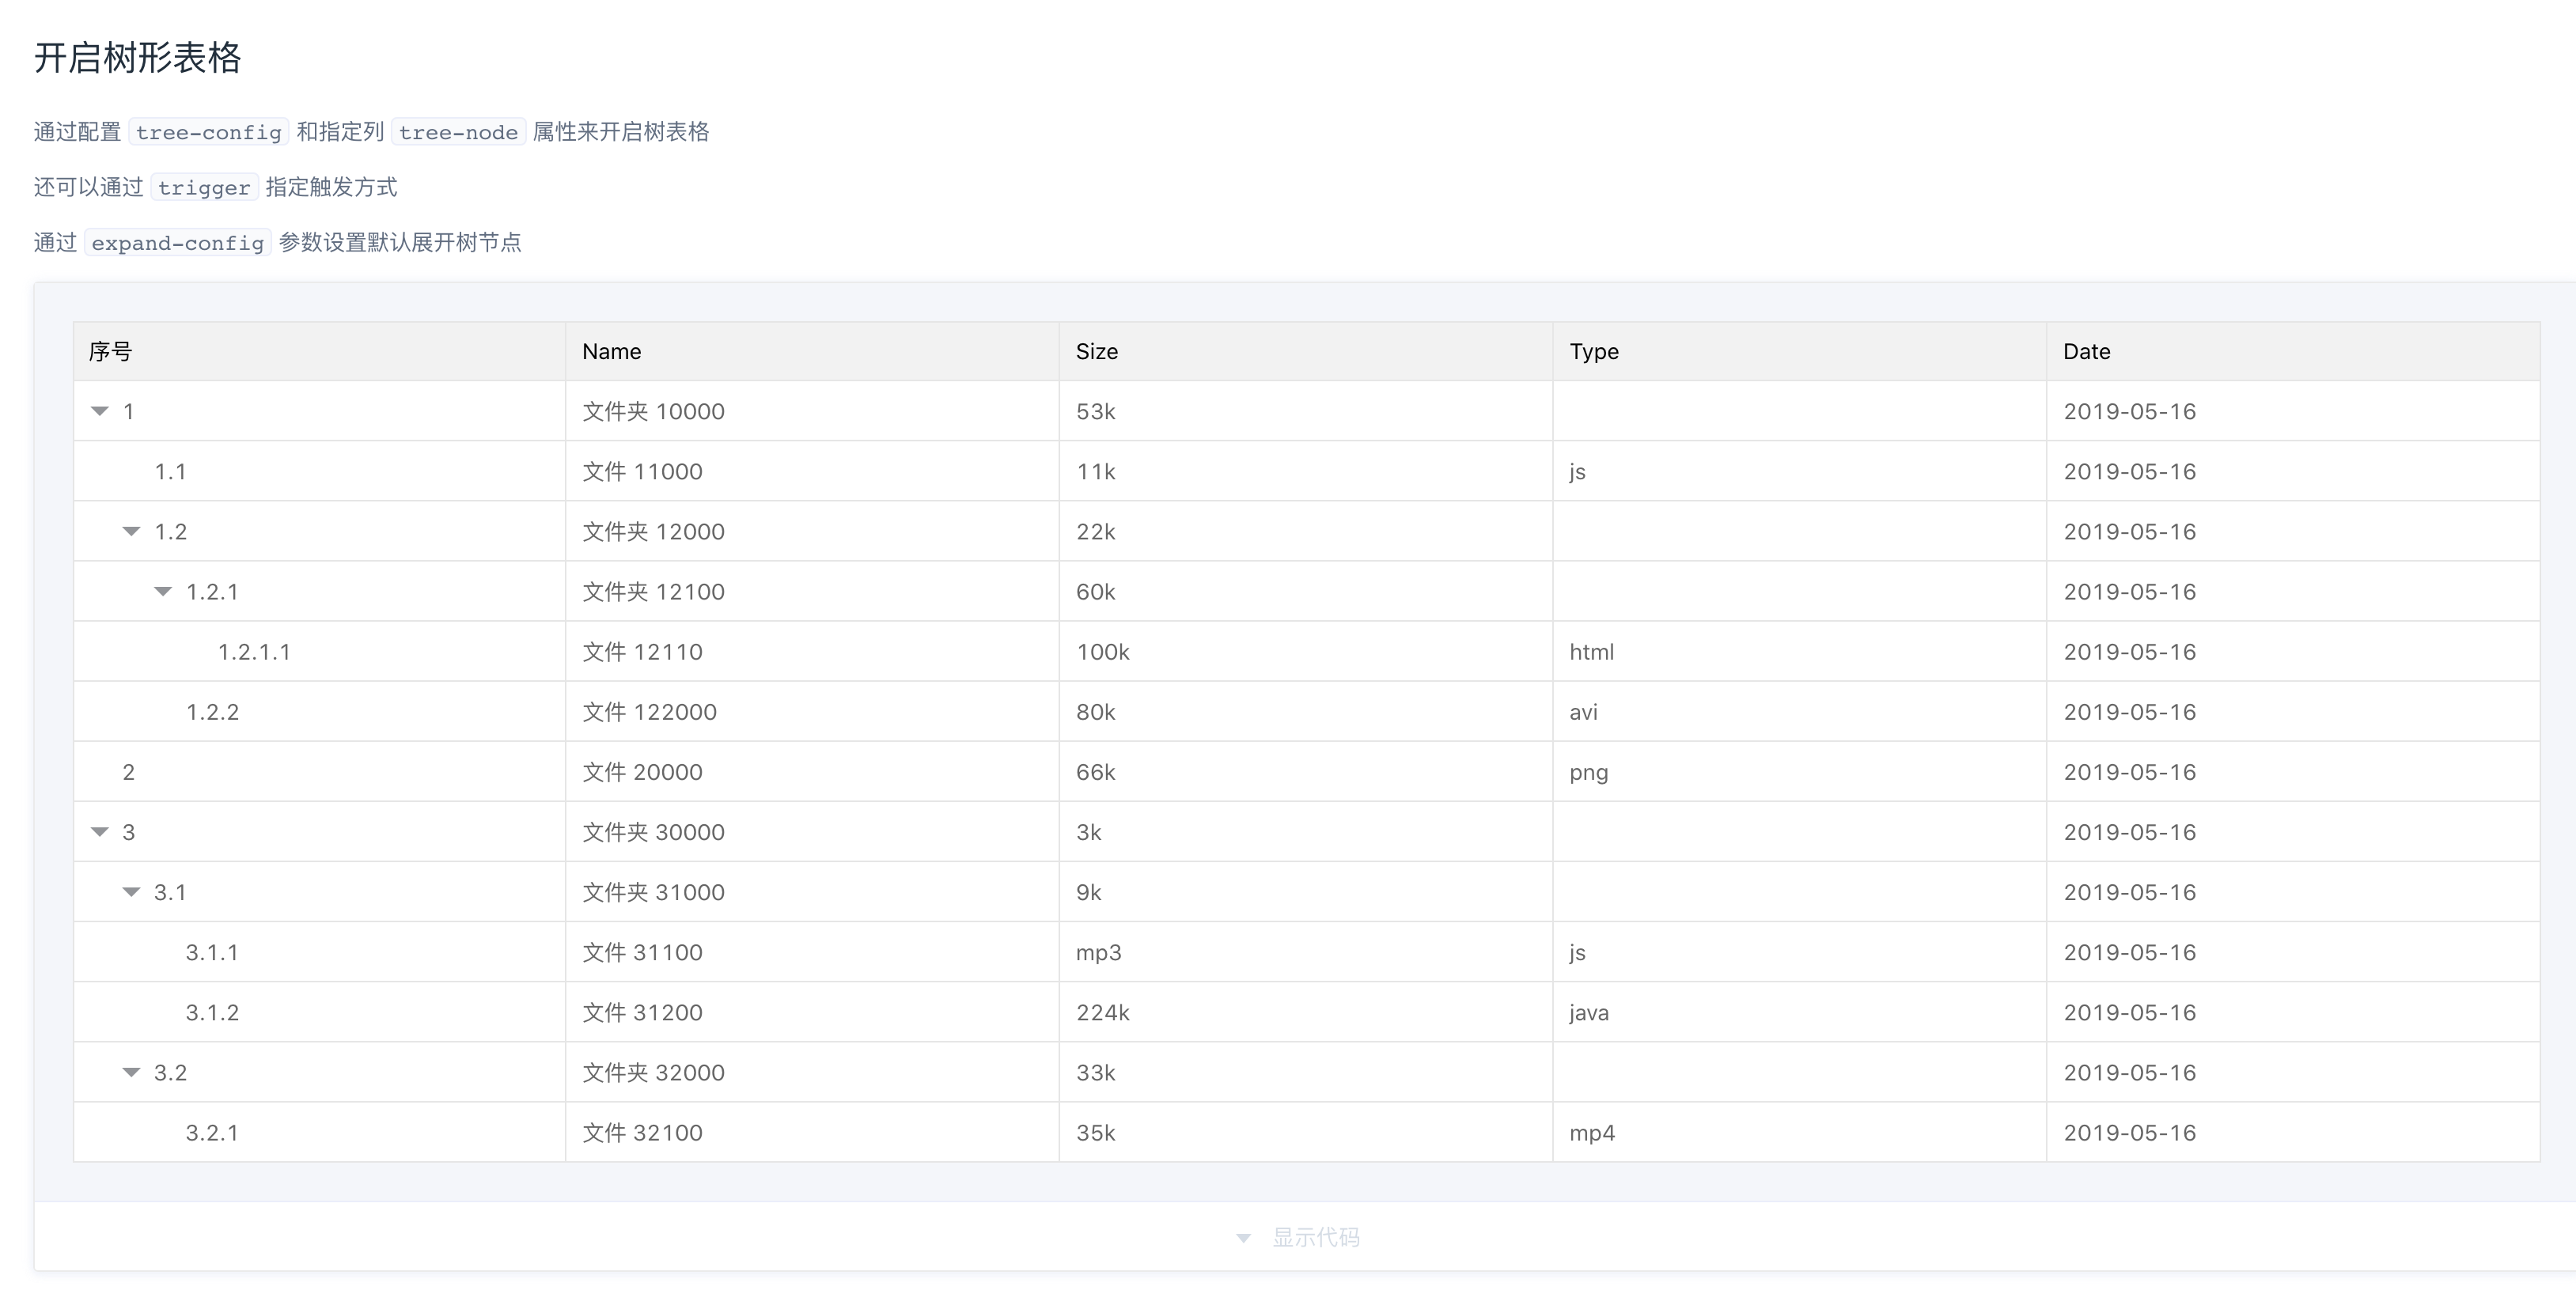 开启树形表格
通过配置 tree-config 和指定列 tree-node 属性来开启树表格
还可以通过 trigger 指定触发方式
通过 expand-config 参数设置默认展开树节点
序号 Name Size Type Date
1 文件夹 10000 53k 2019-05-16
1.1 文件 11000 11k js 2019-05-16
1.2 文件夹 12000 22k 2019-05-16
1.2.1 文件夹 12100 60k 2019-05-16
1.2.1.1 文件 12110 100k html 2019-05-16
1.2.2 文件 122000 80k avi 2019-05-16
2 文件 20000 66k png 2019-05-16
3 文件夹 30000 3k 2019-05-16
3.1 文件夹 31000 9k 2019-05-16
3.1.1 文件 31100 mp3 js 2019-05-16
3.1.2 文件 31200 224k java 2019-05-16
3.2 文件夹 32000 33k 2019-05-16
3.2.1 文件 32100 35k mp4 2019-05-16
显示代码